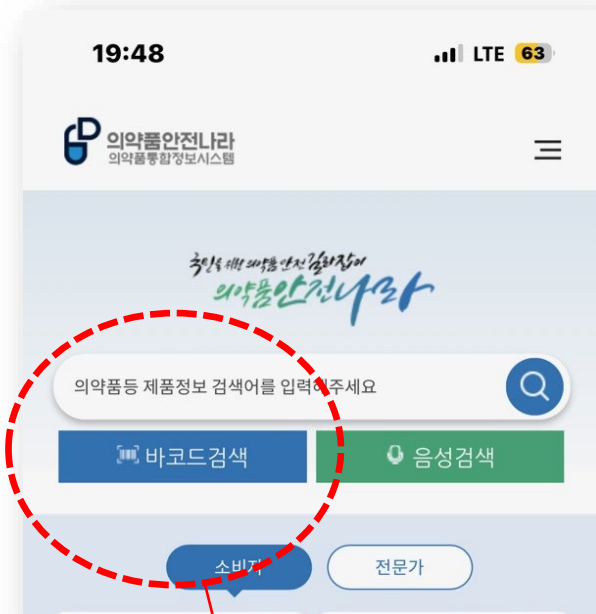 19:48 LTE 63
의약품안전나라
의약품통합정보시스템
국민을 위한 의약품 안전 길라잡이
의약품안전나라
의약품등 제품정보 검색어를 입력해주세요
바코드검색 음성검색
소비자 전문가